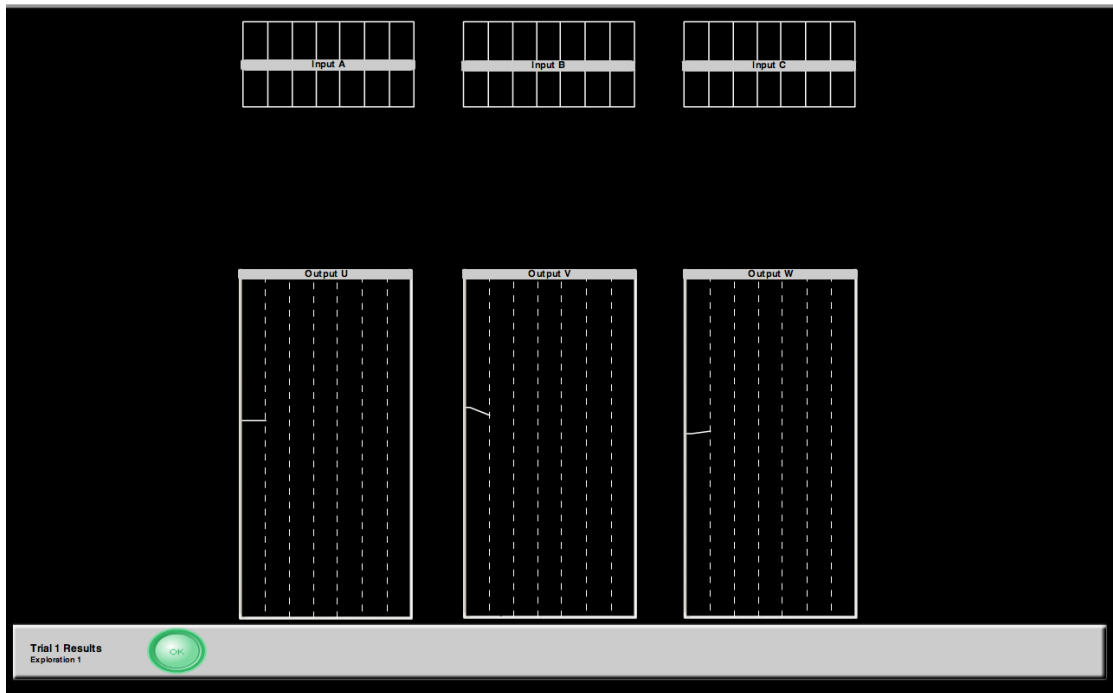 Input A
Input B
Input C
Output U
Output V
Output W
Trial 1 Results
Exploration 1
OK